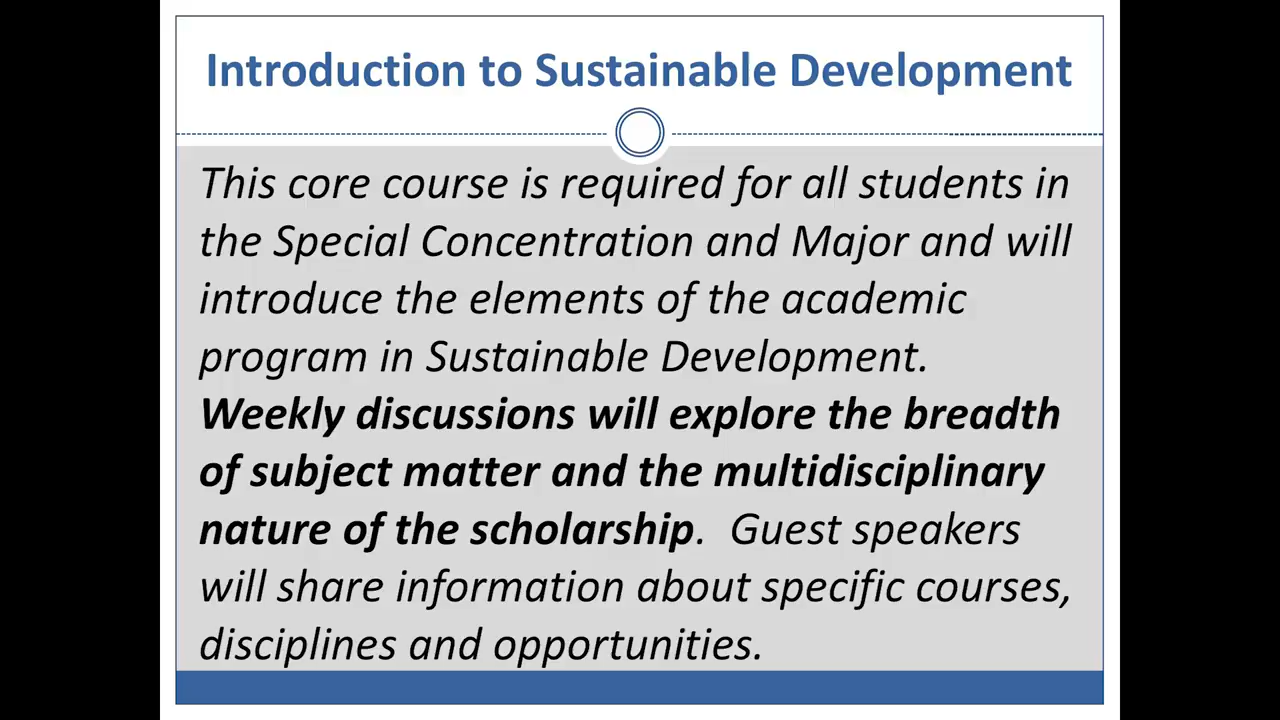 Introduction to Sustainable Development
This core course is required for all students in
the Special Concentration and Major and will
introduce the elements of the academic
program in Sustainable Development.
Weekly discussions will explore the breadth
of subject matter and the multidisciplinary
nature of the scholarship.  Guest speakers
will share information about specific courses,
disciplines and opportunities.